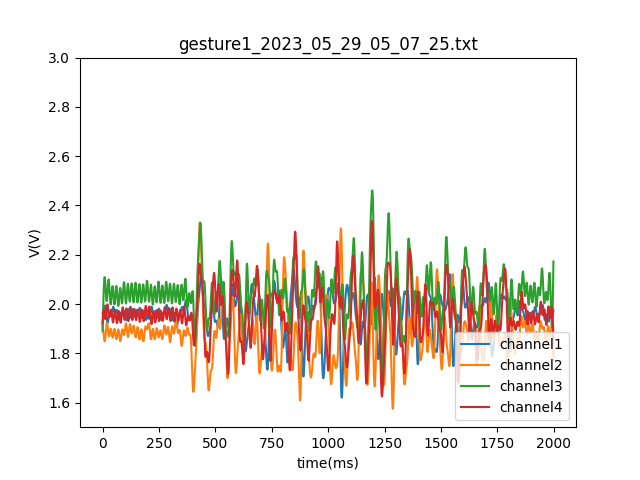 gesture1_2023_05_29_05_07_25.txt
3.0
2.8
2.6
2.4
2.2
2.0
1.8
1.6
V(V)
channel1
channel2
channel3
channel4
0 250 500 750 1000 1250 1500 1750 2000
time(ms)